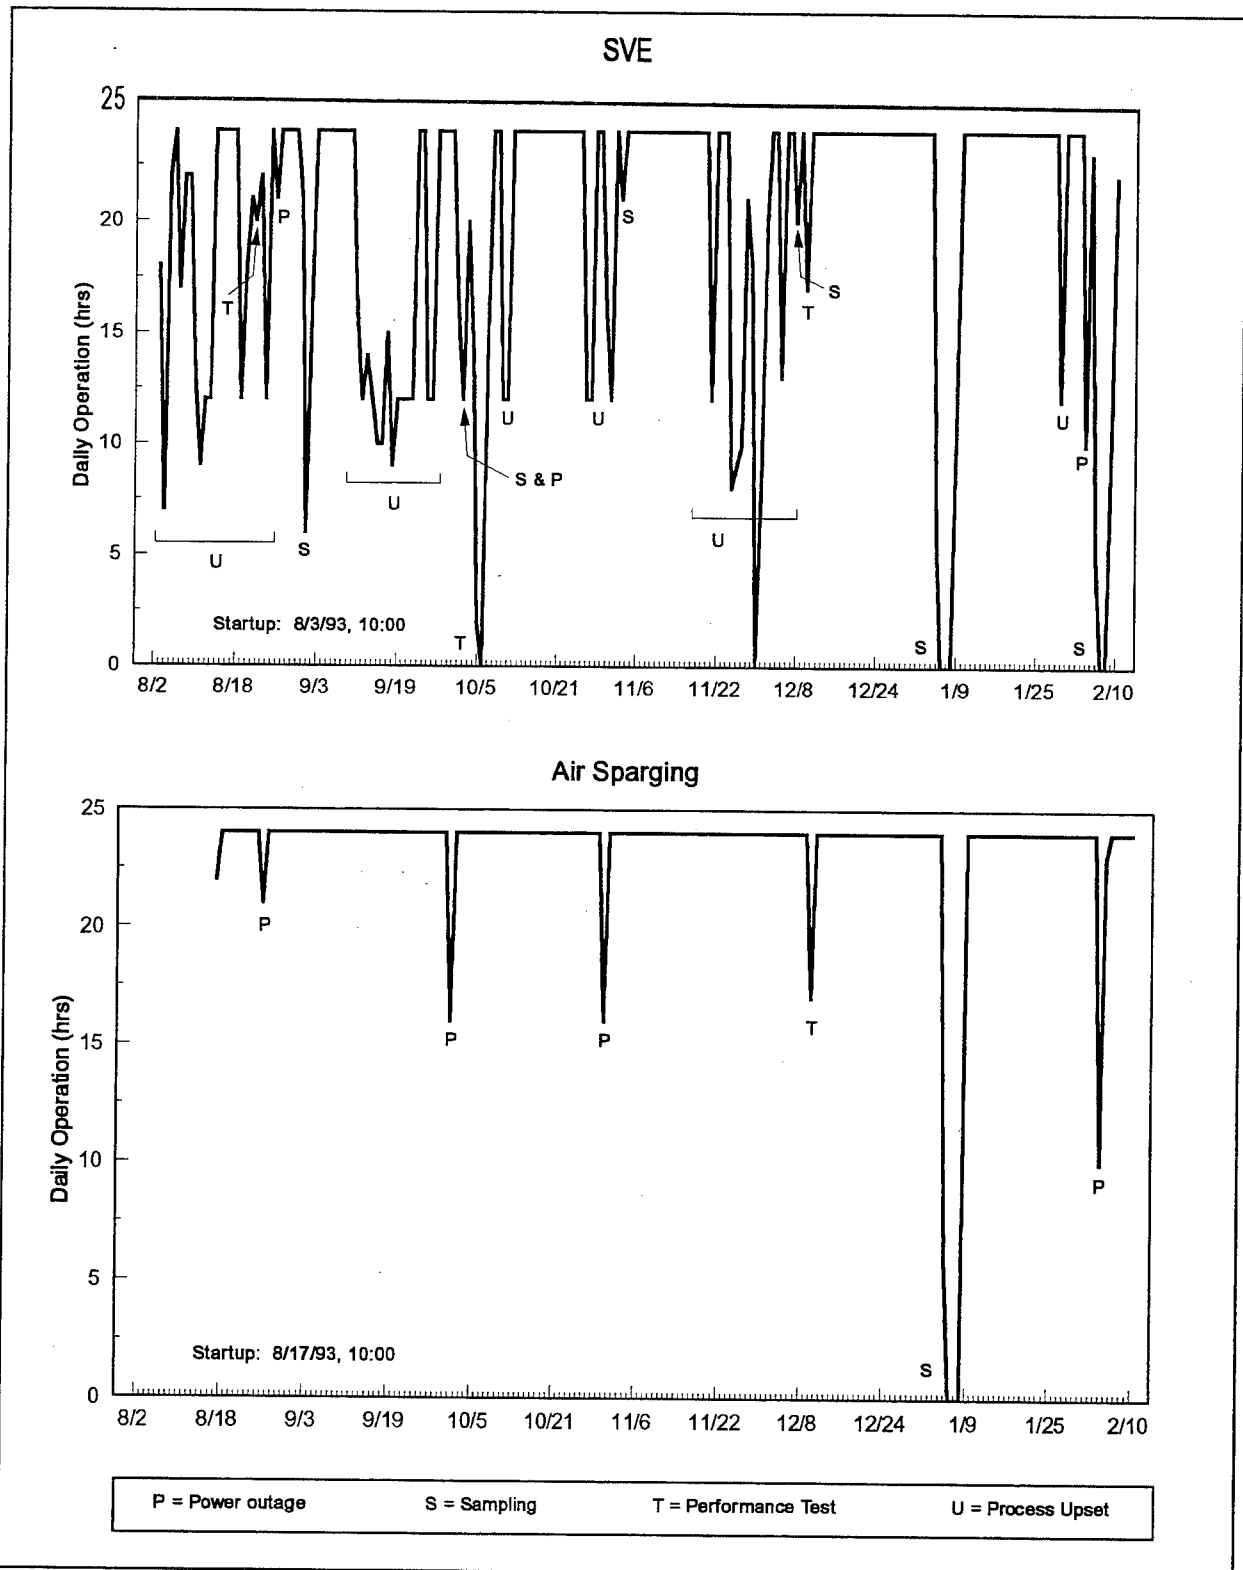 SVE
25
20
15
10
5
0
Daily Operation (hrs)
P
T
S
U
U
S
S & P
T
U
U
S
U
S
T
S
U
P
S
Startup: 8/3/93, 10:00
8/2 8/18 9/3 9/19 10/5 10/21 11/6 11/22 12/8 12/24 1/9 1/25 2/10
Air Sparging
25
20
15
10
5
0
Daily Operation (hrs)
P
P
P
T
S
P
Startup: 8/17/93, 10:00
8/2 8/18 9/3 9/19 10/5 10/21 11/6 11/22 12/8 12/24 1/9 1/25 2/10
P = Power outage S = Sampling T = Performance Test U = Process Upset